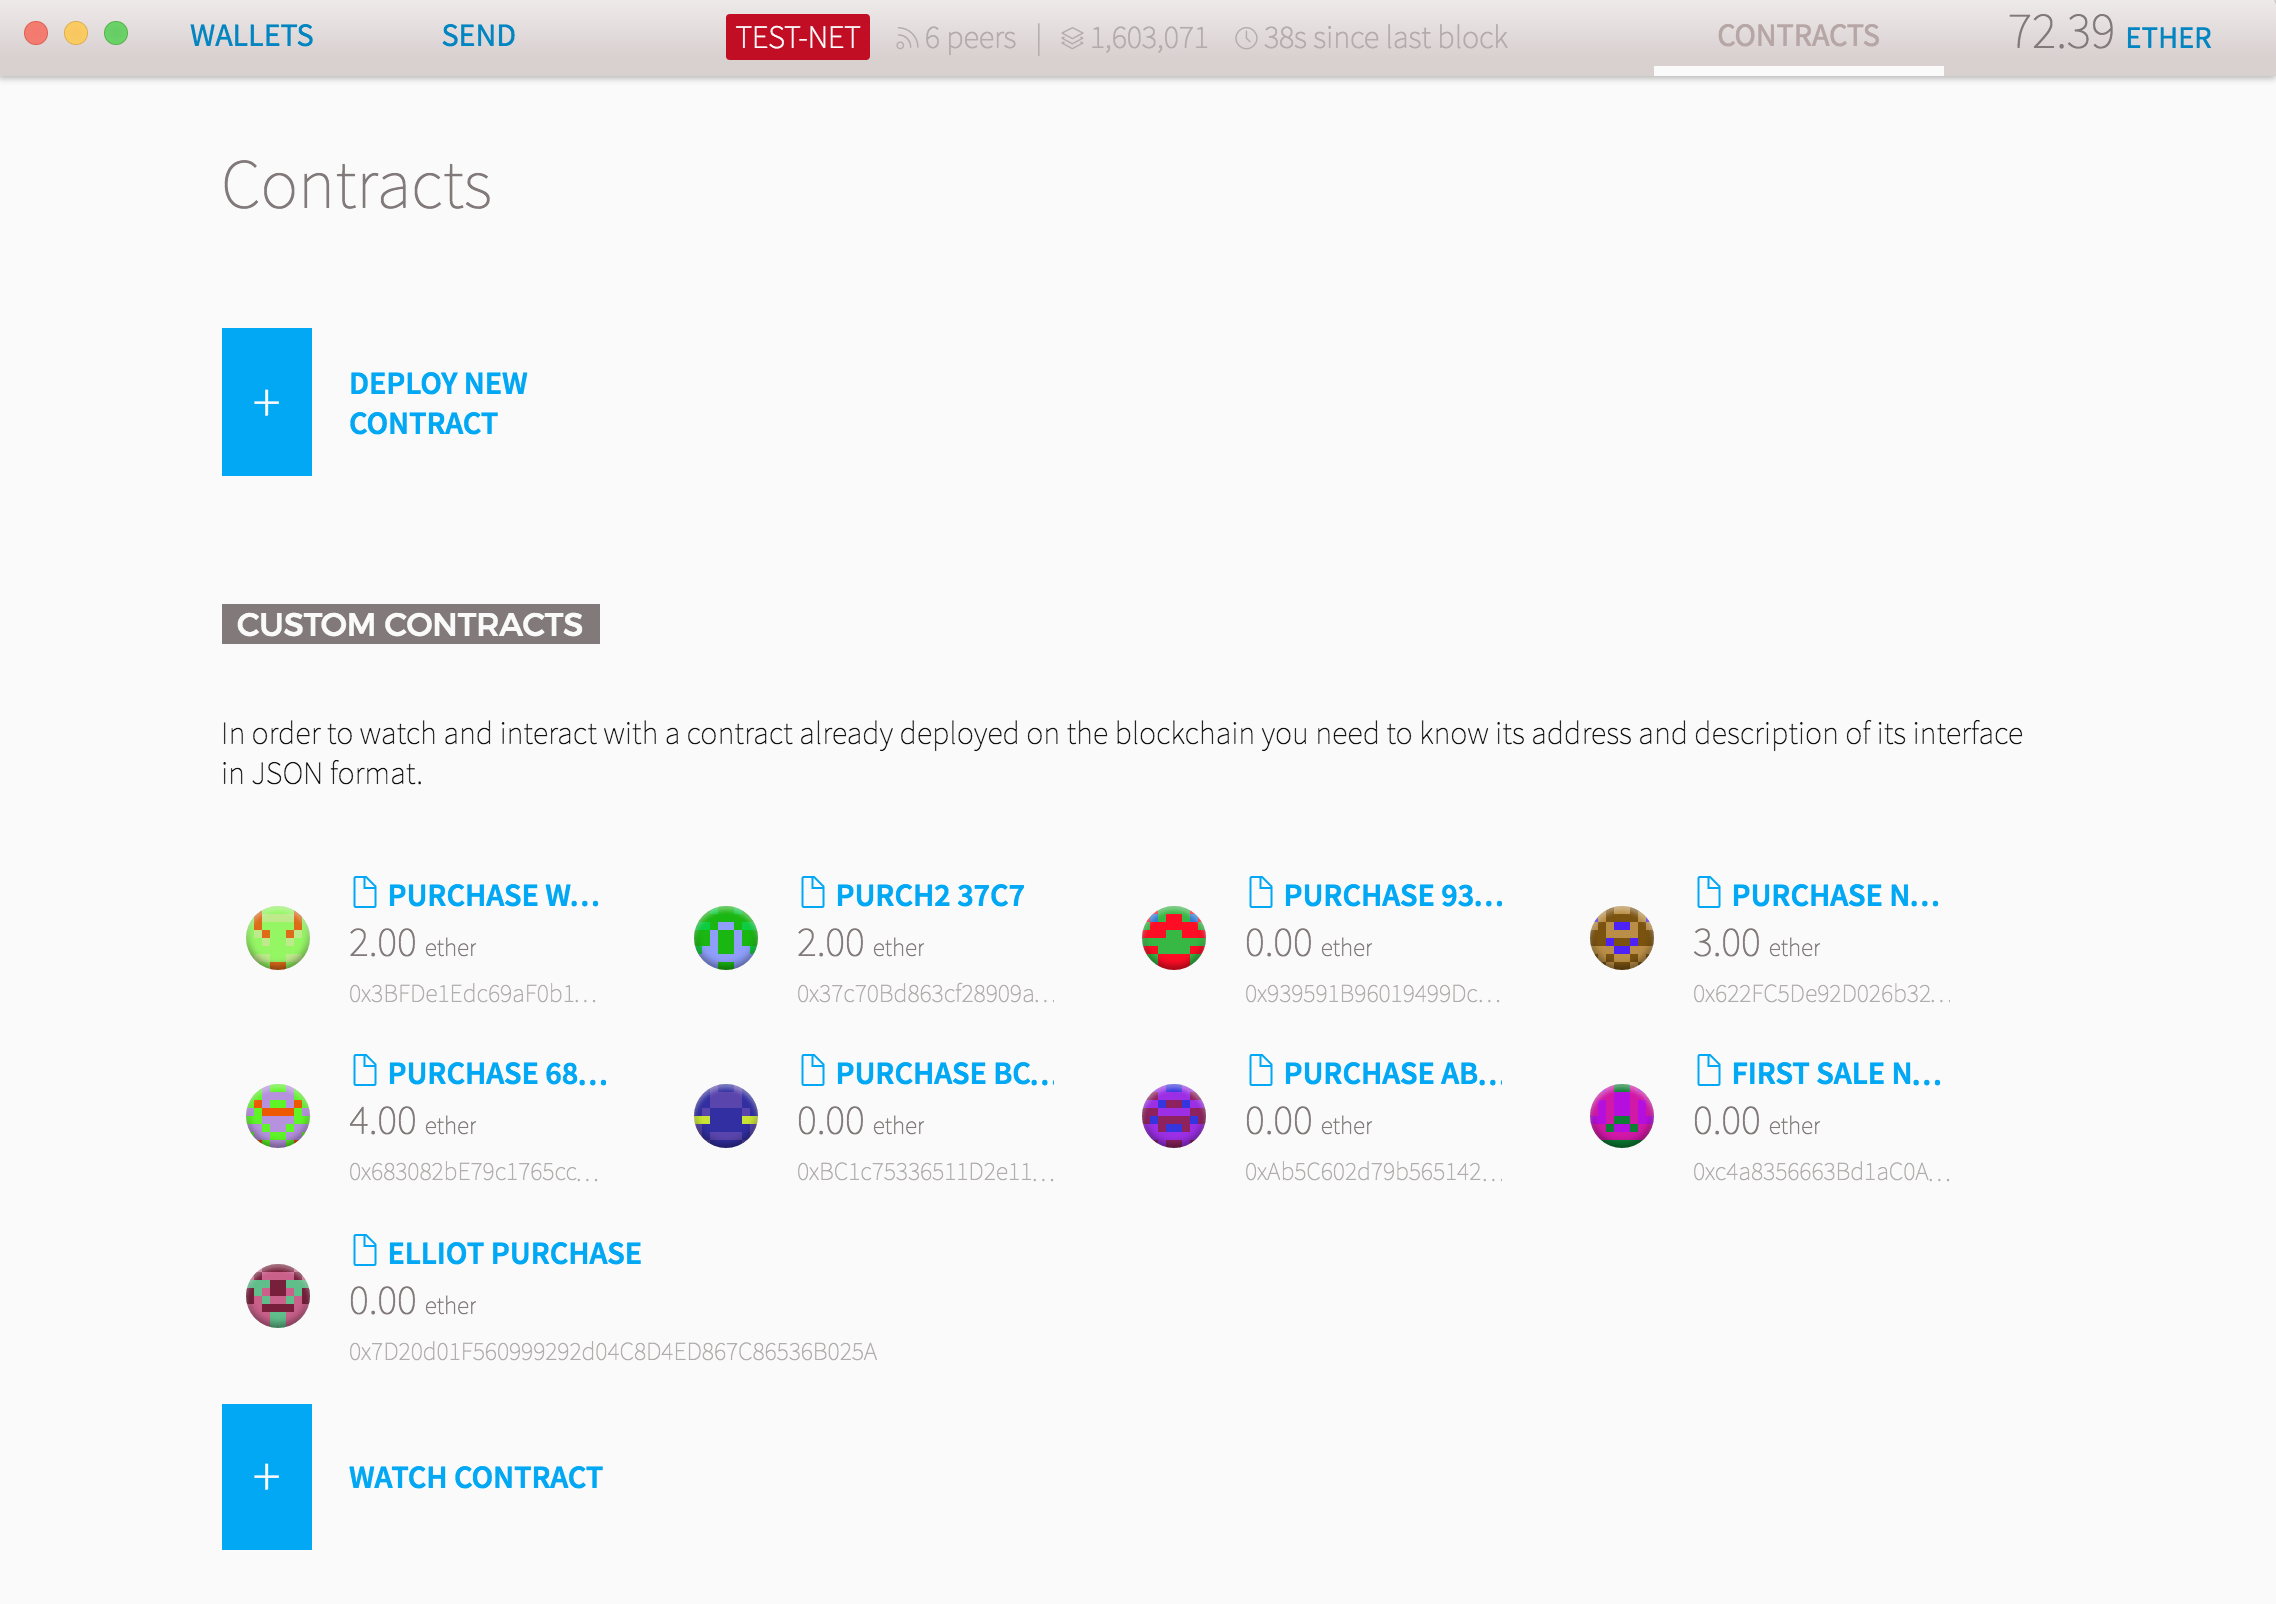 WALLETS SEND TEST-NET 6 peers | 1,603,071 38s since last block CONTRACTS 72.39 ETHER
Contracts
+
DEPLOY NEW
CONTRACT
CUSTOM CONTRACTS
In order to watch and interact with a contract already deployed on the blockchain you need to know its address and description of its interface
in JSON format.
PURCHASE W...
2.00 ether
0x3BFDe1Edc69aF0b1...
PURCH2 37C7
2.00 ether
0x37c70Bd863cf28909a...
PURCHASE 93...
0.00 ether
0x939591B96019499Dc...
PURCHASE N...
3.00 ether
0x622FC5De92D026b32...
PURCHASE 68...
4.00 ether
0x683082bE79c1765cc...
PURCHASE BC...
0.00 ether
0xBC1c75336511D2e11...
PURCHASE AB...
0.00 ether
0xAb5C602d79b565142...
FIRST SALE N...
0.00 ether
0xc4a8356663Bd1aC0A...
ELLIOT PURCHASE
0.00 ether
0x7D20d01F560999292d04C8D4ED867C86536B025A
+
WATCH CONTRACT